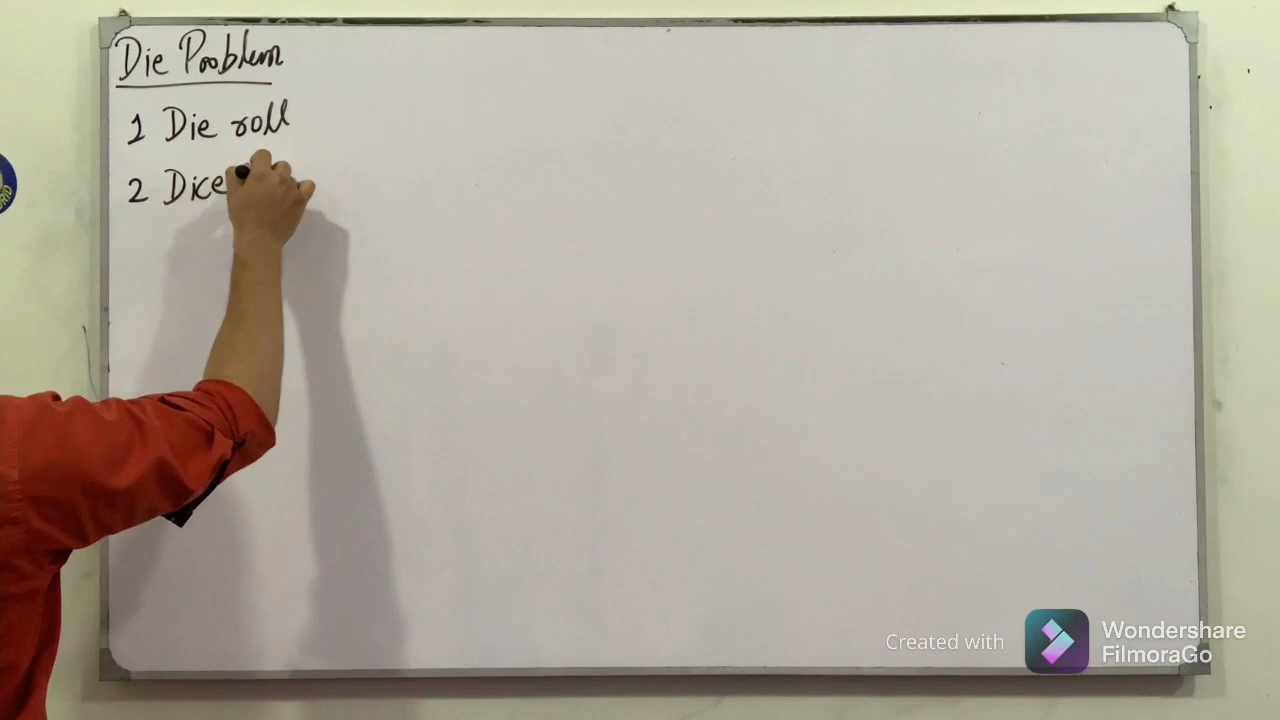 Die Problem
1 Die roll
2 Dice
Created with
Wondershare
FilmoraGo